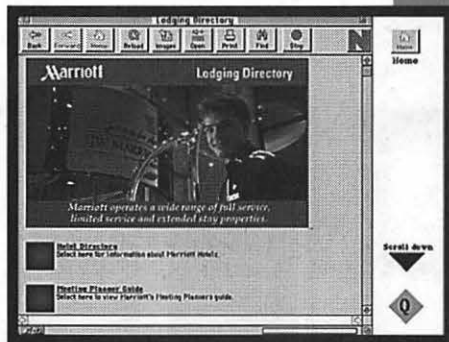 Lodging Directory
Back Forward Home Reload Images Open Print Find Stop
N
Home
Marriott Lodging Directory
Marriott operates a wide range of full service,
limited service and extended stay properties.
Hotel Directory
Select here for information about Marriott Hotels.
Scroll down
Meeting Planner Guide
Select here to view Marriott's Meeting Planners guide.
Q